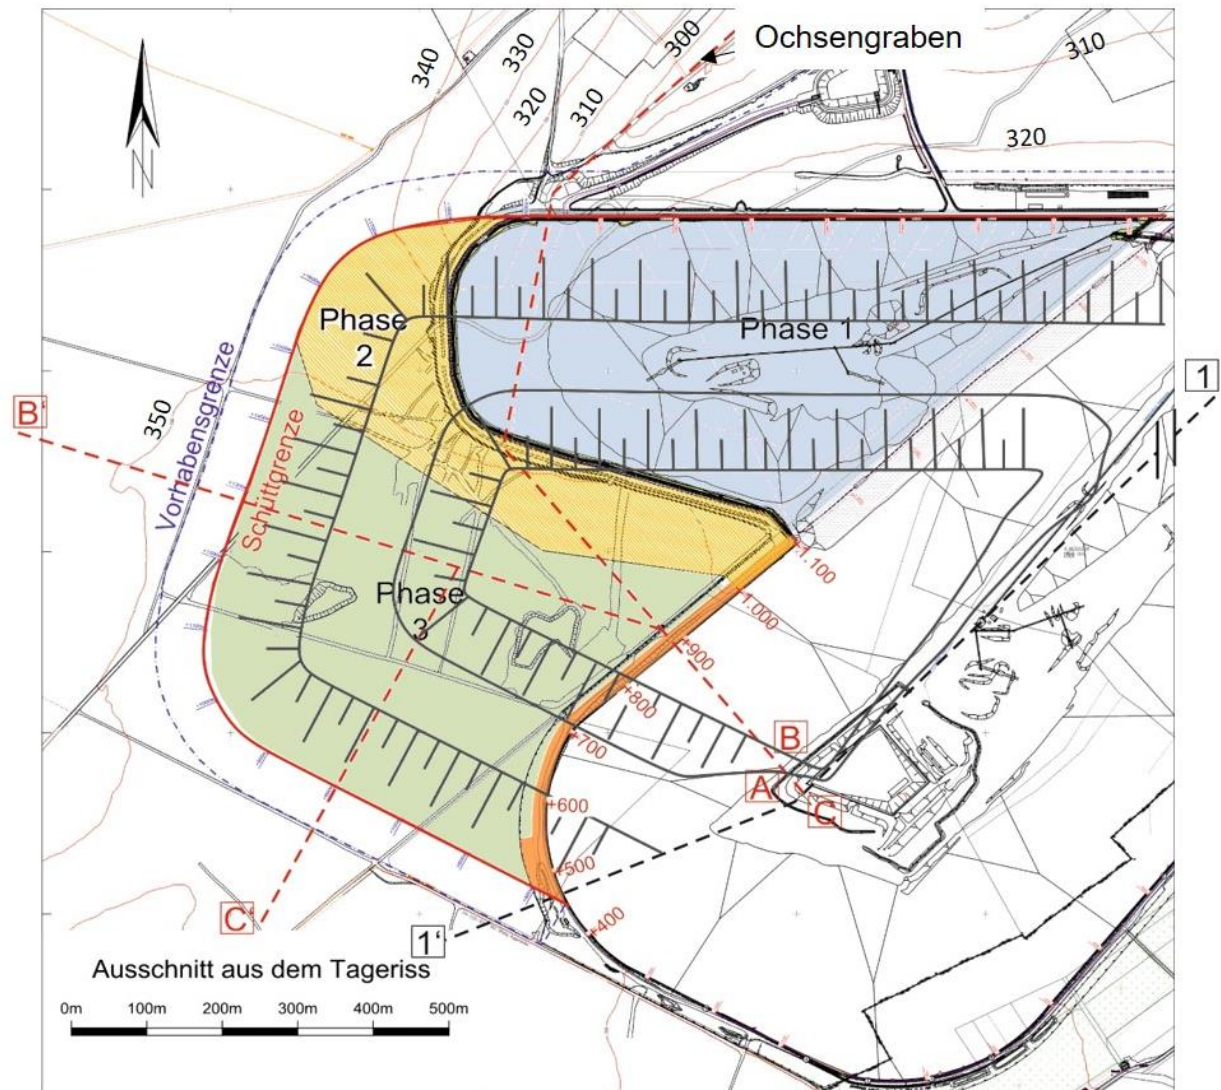 Ochsengraben
300
310
330
340
320
310
320
N
Phase 1
Phase
2
1
B'
350
Vorhabensgrenze
Schüttgrenze
+1.100
+1.000
Phase
3
+900
+800
+700
B
A
C
+600
+500
+400
C'
1'
Ausschnitt aus dem Tageriss
0m 100m 200m 300m 400m 500m